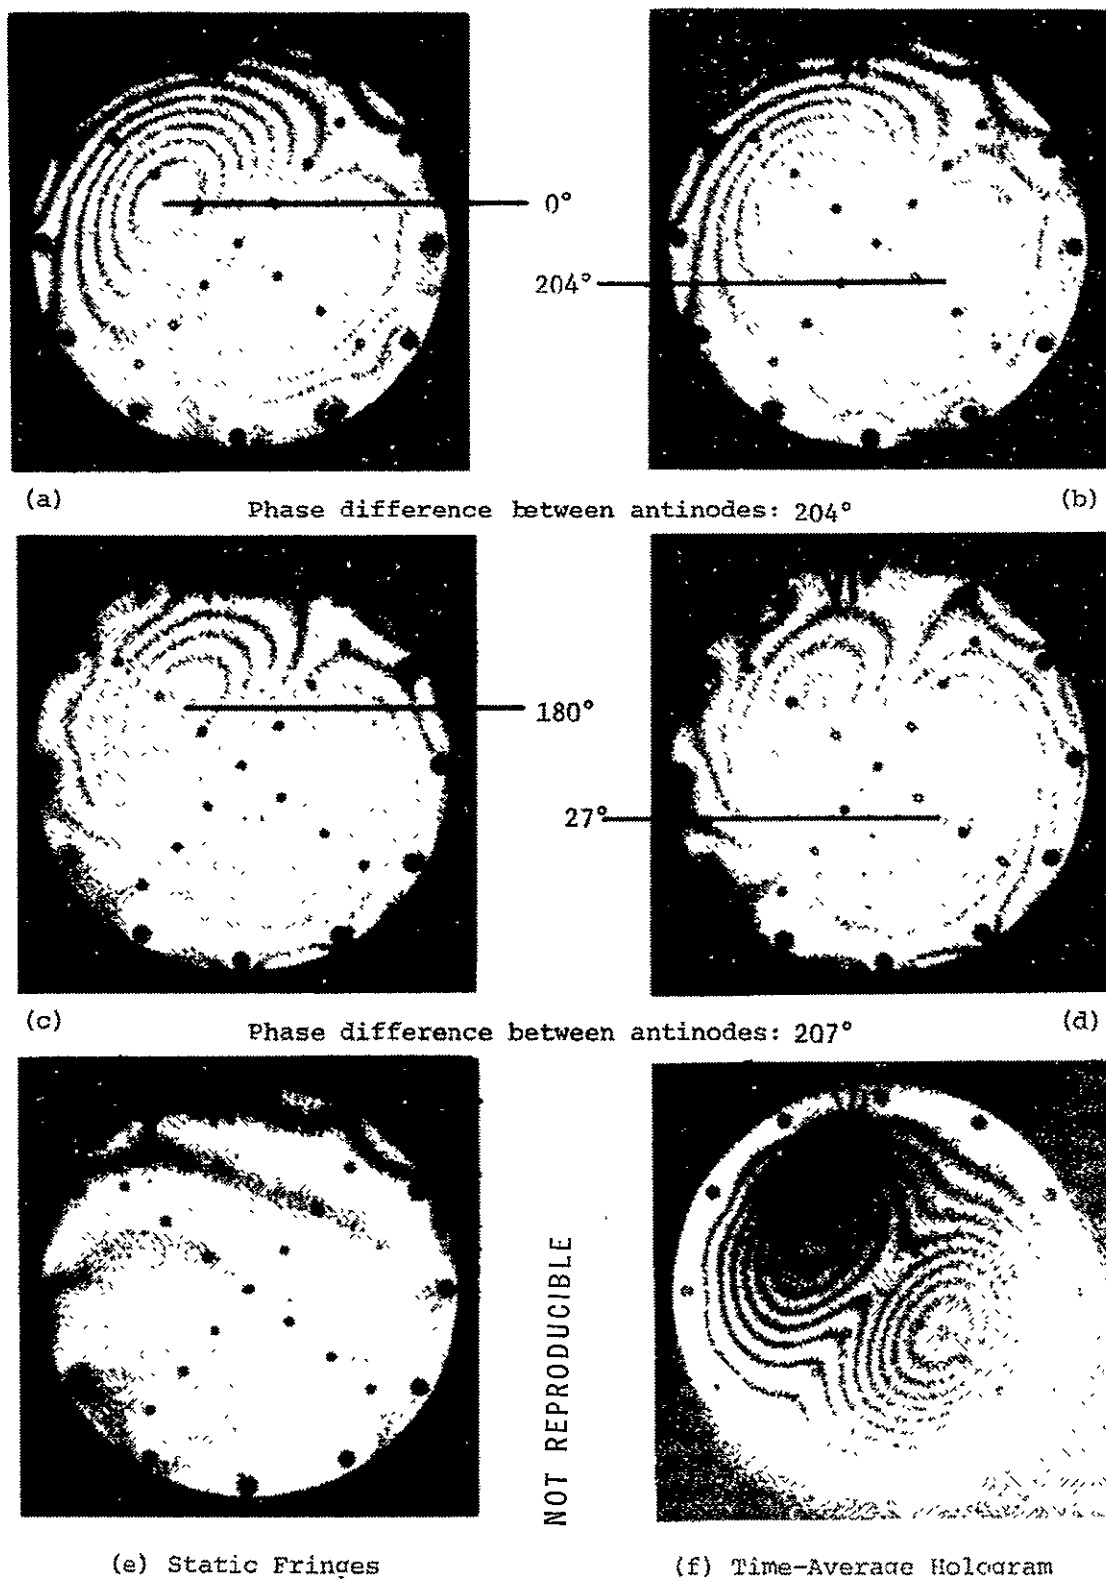 0°
204°
(a)
Phase difference between antinodes: 204°
(b)
180°
27°
(c)
Phase difference between antinodes: 207°
(d)
NOT REPRODUCIBLE
(e) Static Fringes
(f) Time-Average Hologram